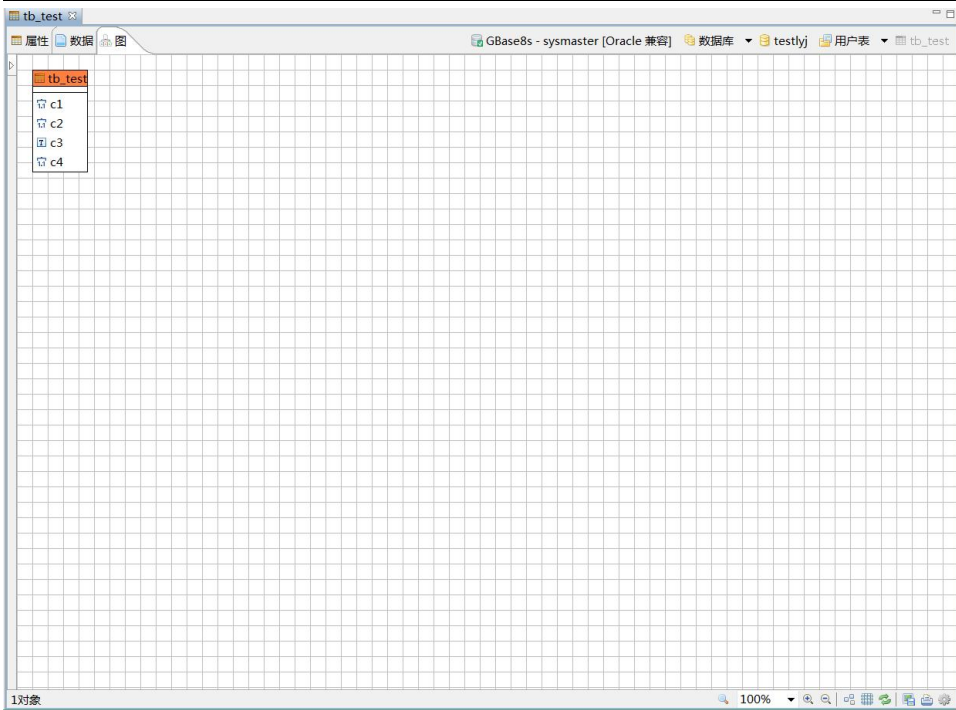 tb_test
属性 数据 图 GBase8s - sysmaster [Oracle 兼容] 数据库 testlyj 用户表 tb_test
tb_test
c1
c2
c3
c4
1对象 100%